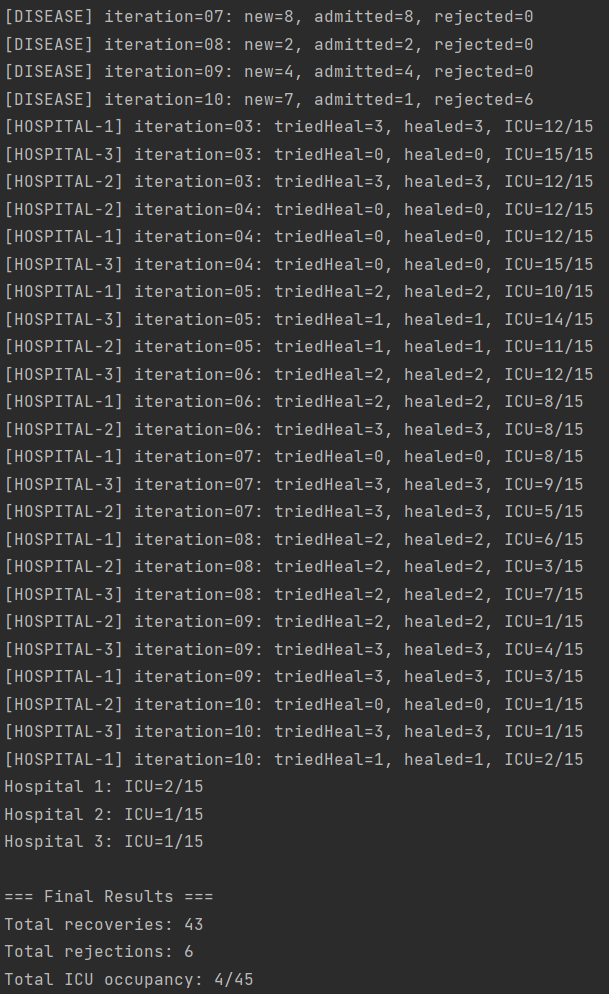 [DISEASE] iteration=07: new=8, admitted=8, rejected=0
[DISEASE] iteration=08: new=2, admitted=2, rejected=0
[DISEASE] iteration=09: new=4, admitted=4, rejected=0
[DISEASE] iteration=10: new=7, admitted=1, rejected=6
[HOSPITAL-1] iteration=03: triedHeal=3, healed=3, ICU=12/15
[HOSPITAL-3] iteration=03: triedHeal=0, healed=0, ICU=15/15
[HOSPITAL-2] iteration=03: triedHeal=3, healed=3, ICU=12/15
[HOSPITAL-2] iteration=04: triedHeal=0, healed=0, ICU=12/15
[HOSPITAL-1] iteration=04: triedHeal=0, healed=0, ICU=12/15
[HOSPITAL-3] iteration=04: triedHeal=0, healed=0, ICU=15/15
[HOSPITAL-1] iteration=05: triedHeal=2, healed=2, ICU=10/15
[HOSPITAL-3] iteration=05: triedHeal=1, healed=1, ICU=14/15
[HOSPITAL-2] iteration=05: triedHeal=1, healed=1, ICU=11/15
[HOSPITAL-3] iteration=06: triedHeal=2, healed=2, ICU=12/15
[HOSPITAL-1] iteration=06: triedHeal=2, healed=2, ICU=8/15
[HOSPITAL-2] iteration=06: triedHeal=3, healed=3, ICU=8/15
[HOSPITAL-1] iteration=07: triedHeal=0, healed=0, ICU=8/15
[HOSPITAL-3] iteration=07: triedHeal=3, healed=3, ICU=9/15
[HOSPITAL-2] iteration=07: triedHeal=3, healed=3, ICU=5/15
[HOSPITAL-1] iteration=08: triedHeal=2, healed=2, ICU=6/15
[HOSPITAL-2] iteration=08: triedHeal=2, healed=2, ICU=3/15
[HOSPITAL-3] iteration=08: triedHeal=2, healed=2, ICU=7/15
[HOSPITAL-2] iteration=09: triedHeal=2, healed=2, ICU=1/15
[HOSPITAL-3] iteration=09: triedHeal=3, healed=3, ICU=4/15
[HOSPITAL-1] iteration=09: triedHeal=3, healed=3, ICU=3/15
[HOSPITAL-2] iteration=10: triedHeal=0, healed=0, ICU=1/15
[HOSPITAL-3] iteration=10: triedHeal=3, healed=3, ICU=1/15
[HOSPITAL-1] iteration=10: triedHeal=1, healed=1, ICU=2/15
Hospital 1: ICU=2/15
Hospital 2: ICU=1/15
Hospital 3: ICU=1/15

=== Final Results ===
Total recoveries: 43
Total rejections: 6
Total ICU occupancy: 4/45